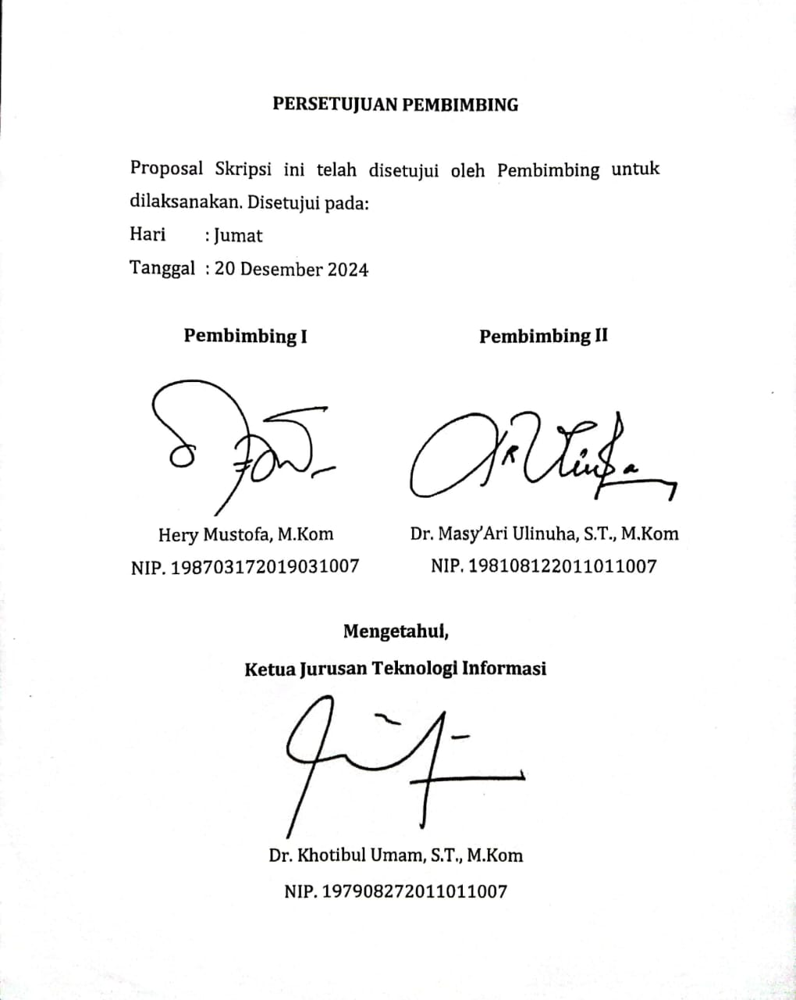 PERSETUJUAN PEMBIMBING
Proposal Skripsi ini telah disetujui oleh Pembimbing untuk
dilaksanakan. Disetujui pada:
Hari : Jumat
Tanggal : 20 Desember 2024
Pembimbing I Pembimbing II
Hery Mustofa, M.Kom Dr. Masy'Ari Ulinuha, S.T., M.Kom
NIP. 198703172019031007 NIP. 198108122011011007
Mengetahui,
Ketua Jurusan Teknologi Informasi
Dr. Khotibul Umam, S.T., M.Kom
NIP. 197908272011011007